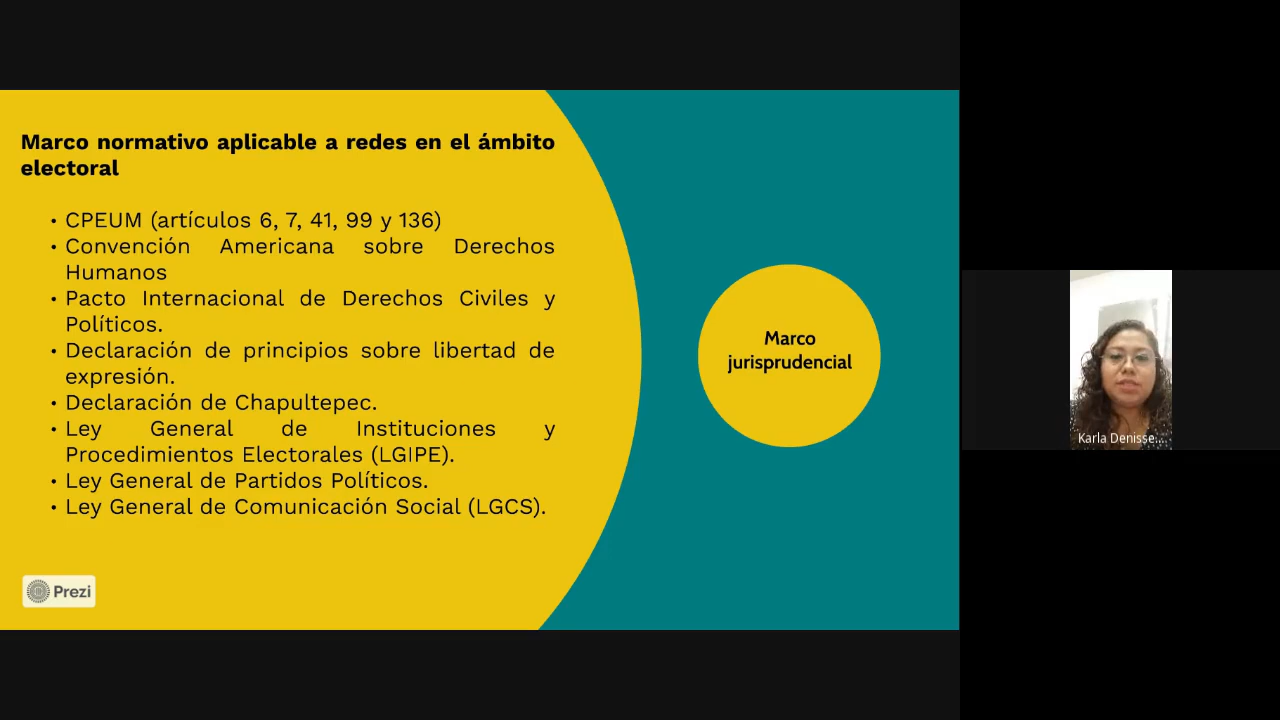 Marco normativo aplicable a redes en el ámbito
electoral
• CPEUM (artículos 6, 7, 41, 99 y 136)
• Convención Americana sobre Derechos
Humanos
• Pacto Internacional de Derechos Civiles y
Políticos.
• Declaración de principios sobre libertad de
expresión.
• Declaración de Chapultepec.
• Ley General de Instituciones y
Procedimientos Electorales (LGIPE).
• Ley General de Partidos Políticos.
• Ley General de Comunicación Social (LGCS).
Prezi
Marco
jurisprudencial
Karla Denisse...